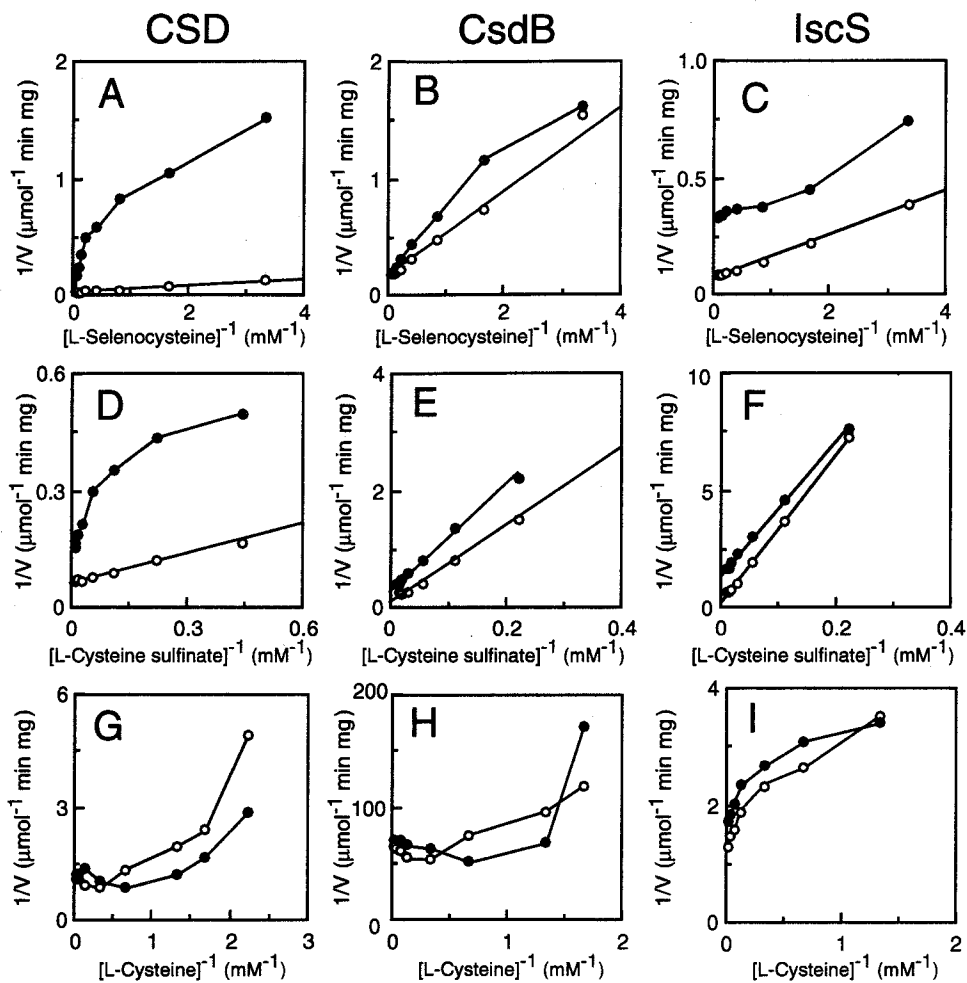 CSD CsdB IscS
A B C
1/V (μmol⁻¹ min mg) 1/V (μmol⁻¹ min mg) 1/V (μmol⁻¹ min mg)
2 2 1.0
1 1 0.5
0 0 0
0 2 4 0 2 4 0 2 4
[L-Selenocysteine]⁻¹ (mM⁻¹) [L-Selenocysteine]⁻¹ (mM⁻¹) [L-Selenocysteine]⁻¹ (mM⁻¹)
D E F
1/V (μmol⁻¹ min mg) 1/V (μmol⁻¹ min mg) 1/V (μmol⁻¹ min mg)
0.6 4 10
0.3 2 5
0 0 0
0 0.3 0.6 0 0.2 0.4 0 0.2 0.4
[L-Cysteine sulfinate]⁻¹ (mM⁻¹) [L-Cysteine sulfinate]⁻¹ (mM⁻¹) [L-Cysteine sulfinate]⁻¹ (mM⁻¹)
G H I
1/V (μmol⁻¹ min mg) 1/V (μmol⁻¹ min mg) 1/V (μmol⁻¹ min mg)
6 200 4
3 100 2
0 0 0
0 1 2 3 0 1 2 0 1 2
[L-Cysteine]⁻¹ (mM⁻¹) [L-Cysteine]⁻¹ (mM⁻¹) [L-Cysteine]⁻¹ (mM⁻¹)